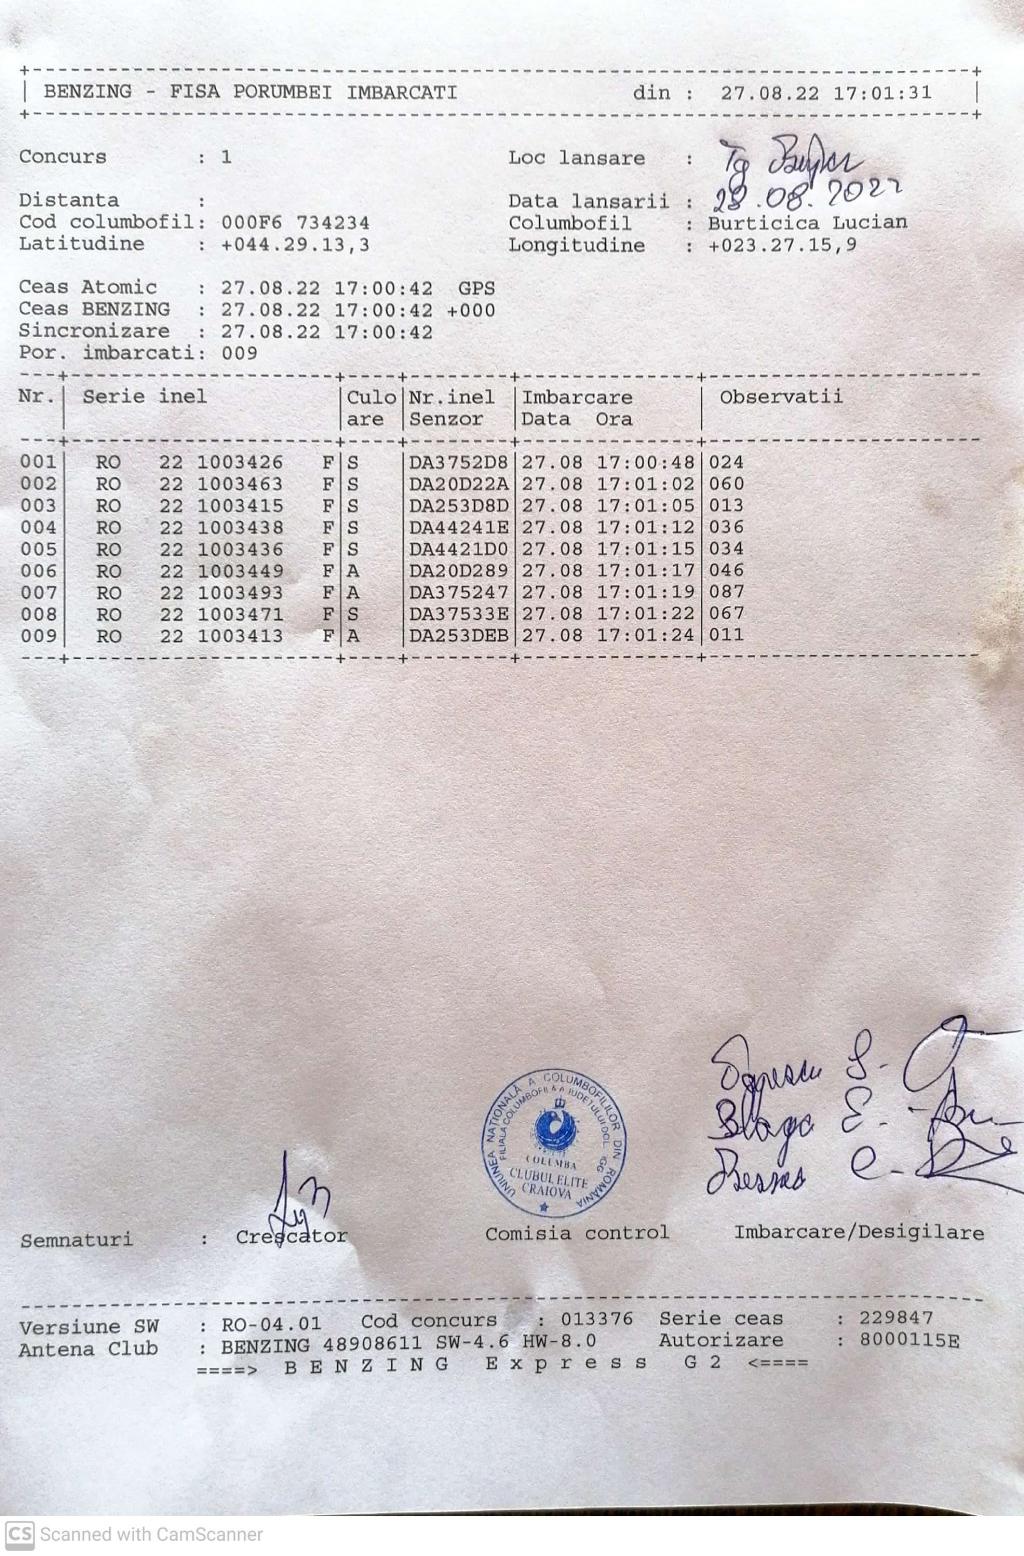 BENZING - FISA PORUMBEI IMBARCATI din : 27.08.22 17:01:31
Concurs : 1 Loc lansare : Tg
Distanta : Data lansarii : 28.08.2022
Cod columbofil: 000F6 734234 Columbofil : Burticica Lucian
Latitudine : +044.29.13,3 Longitudine : +023.27.15,9
Ceas Atomic : 27.08.22 17:00:42 GPS
Ceas BENZING : 27.08.22 17:00:42 +000
Sincronizare : 27.08.22 17:00:42
Por. imbarcati: 009
Nr. Serie inel Culo Nr.inel Imbarcare Observatii
are Senzor Data Ora
001 RO 22 1003426 F S DA3752D8 27.08 17:00:48 024
002 RO 22 1003463 F S DA20D22A 27.08 17:01:02 060
003 RO 22 1003415 F S DA253D8D 27.08 17:01:05 013
004 RO 22 1003438 F S DA44241E 27.08 17:01:12 036
005 RO 22 1003436 F S DA4421D0 27.08 17:01:15 034
006 RO 22 1003449 F A DA20D289 27.08 17:01:17 046
007 RO 22 1003493 F A DA375247 27.08 17:01:19 087
008 RO 22 1003471 F S DA37533E 27.08 17:01:22 067
009 RO 22 1003413 F A DA253DEB 27.08 17:01:24 011
UNIUNEA NATIONALĂ A COLUMBOFILILOR DIN ROMANIA
COLUMBA
CLUBUL ELITE
CRAIOVA
Blaga E.
Semnaturi : Crescator Comisia control Imbarcare/Desigilare
Versiune SW : RO-04.01 Cod concurs : 013376 Serie ceas : 229847
Antena Club : BENZING 48908611 SW-4.6 HW-8.0 Autorizare : 8000115E
====> B E N Z I N G E x p r e s s G 2 <====
CS Scanned with CamScanner